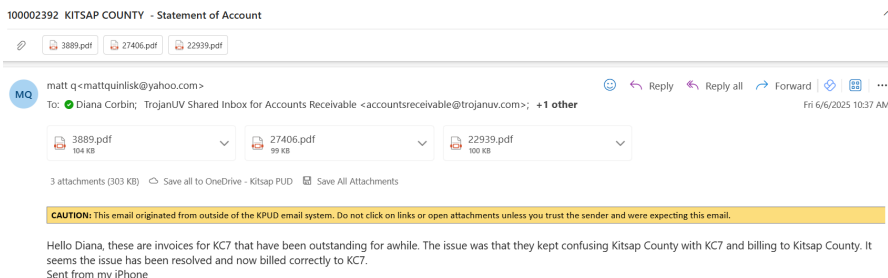 100002392 KITSAP COUNTY - Statement of Account
3889.pdf 27406.pdf 22939.pdf
MQ
matt q<mattquinlisk@yahoo.com>
Reply Reply all Forward
To: Diana Corbin; TrojanUV Shared Inbox for Accounts Receivable <accountsreceivable@trojanuv.com>; +1 other
Fri 6/6/2025 10:37 AM
3889.pdf 27406.pdf 22939.pdf
104 KB 99 KB 100 KB
3 attachments (303 KB) Save all to OneDrive - Kitsap PUD Save All Attachments
CAUTION: This email originated from outside of the KPUD email system. Do not click on links or open attachments unless you trust the sender and were expecting this email.
Hello Diana, these are invoices for KC7 that have been outstanding for awhile. The issue was that they kept confusing Kitsap County with KC7 and billing to Kitsap County. It
seems the issue has been resolved and now billed correctly to KC7.
Sent from my iPhone